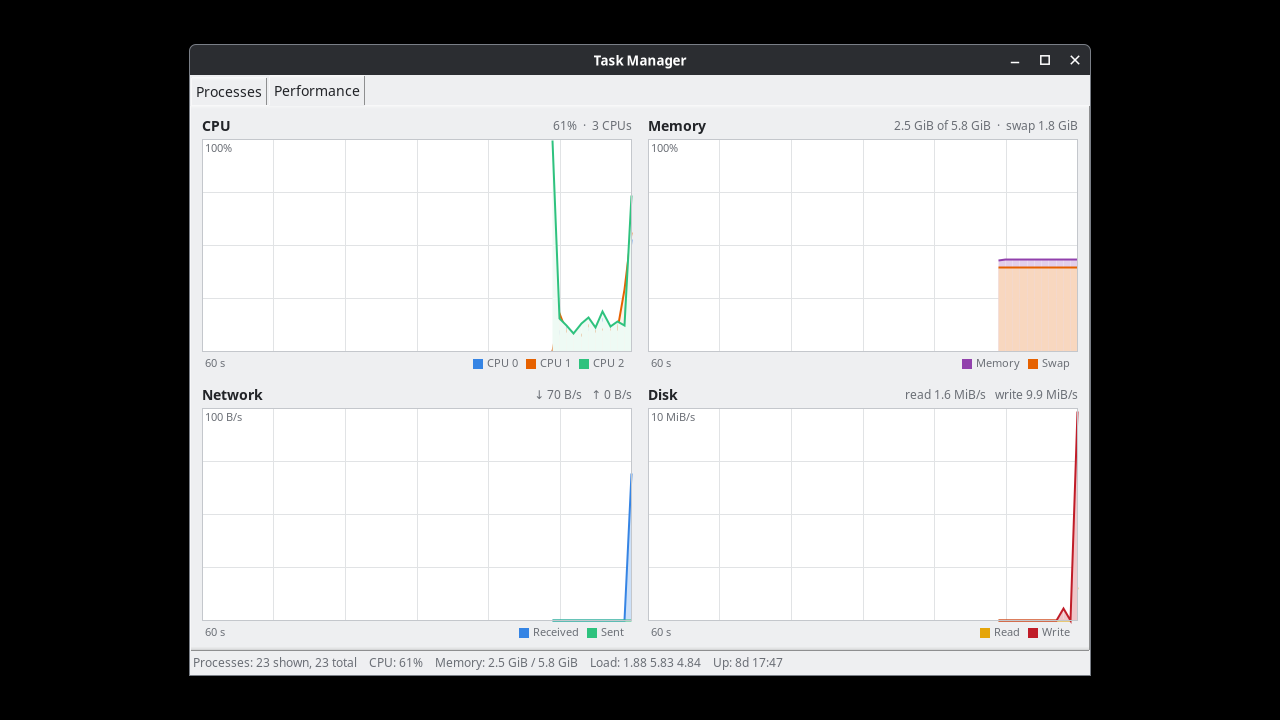 Task Manager
Processes Performance
CPU 61% · 3 CPUs
100%
60 s CPU 0 CPU 1 CPU 2
Memory 2.5 GiB of 5.8 GiB · swap 1.8 GiB
100%
60 s Memory Swap
Network ↓ 70 B/s ↑ 0 B/s
100 B/s
60 s Received Sent
Disk read 1.6 MiB/s write 9.9 MiB/s
10 MiB/s
60 s Read Write
Processes: 23 shown, 23 total CPU: 61% Memory: 2.5 GiB / 5.8 GiB Load: 1.88 5.83 4.84 Up: 8d 17:47